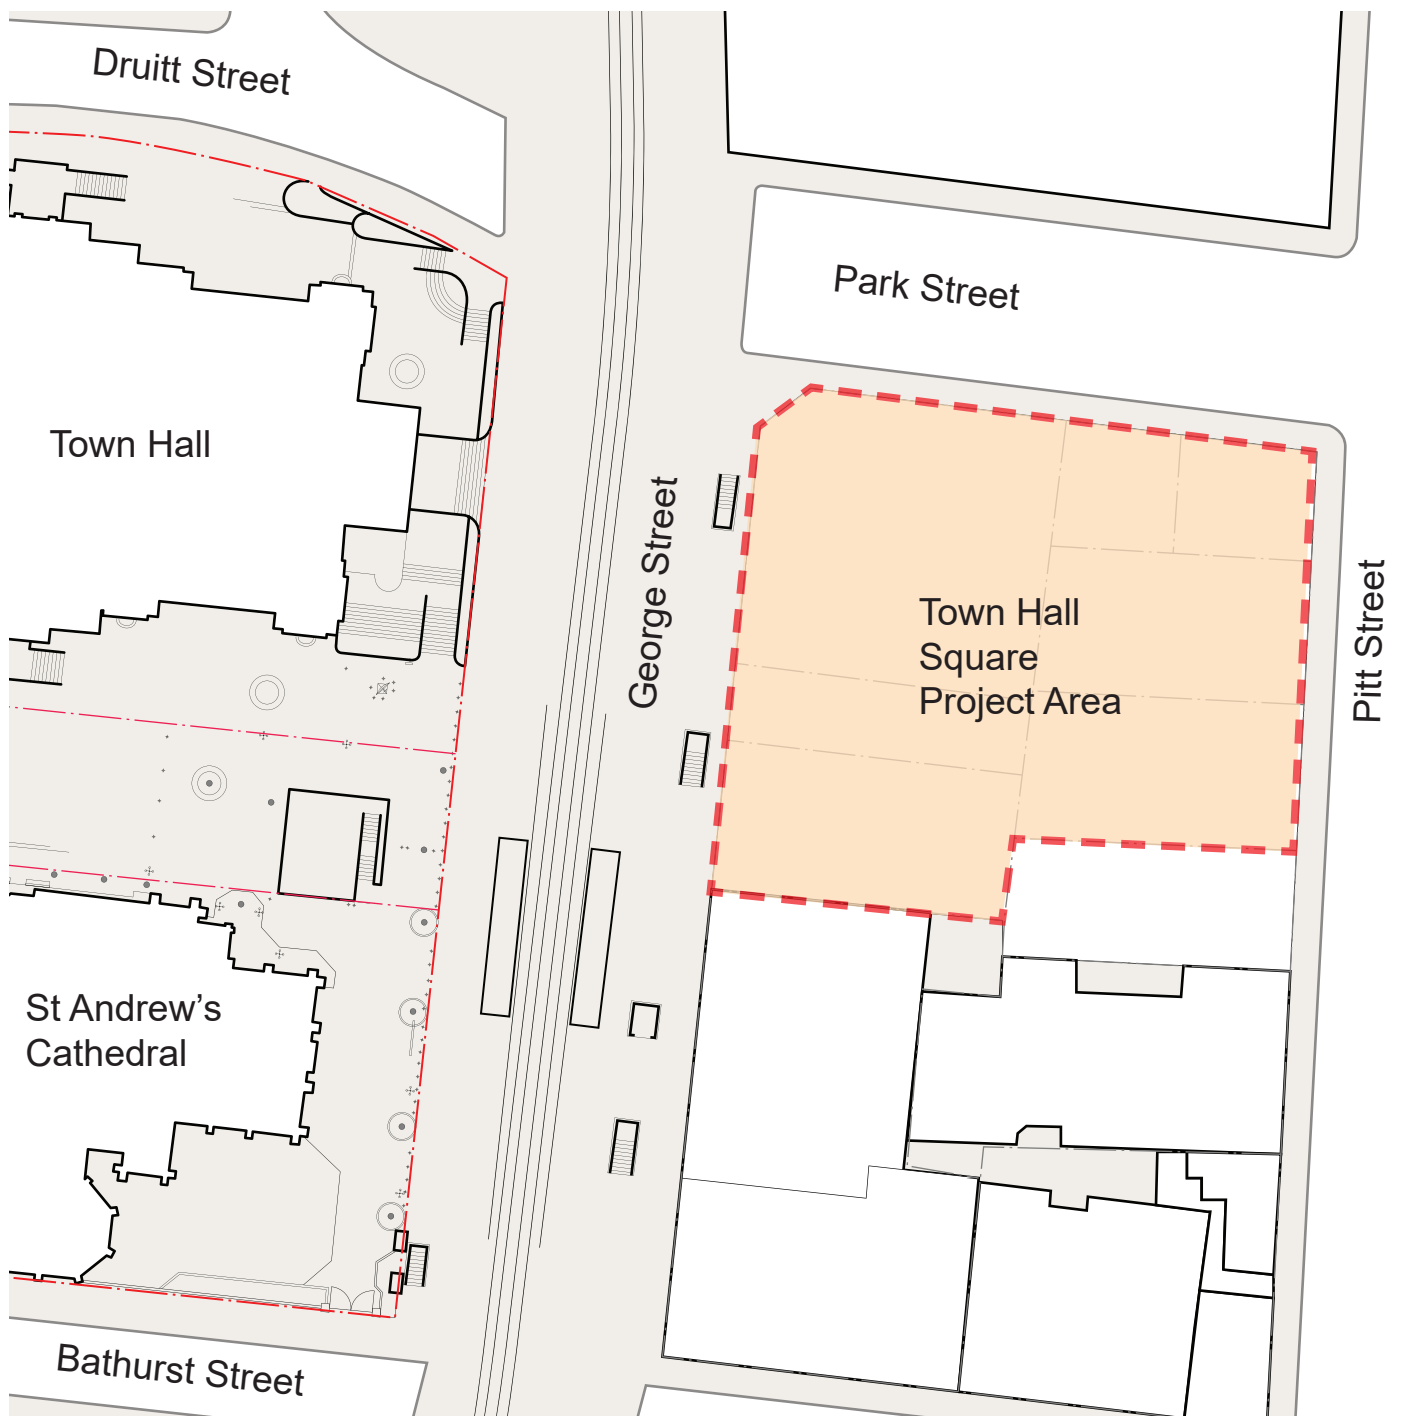 Druitt Street
Park Street
Town Hall
George Street
Town Hall
Square
Project Area
Pitt Street
St Andrew’s
Cathedral
Bathurst Street